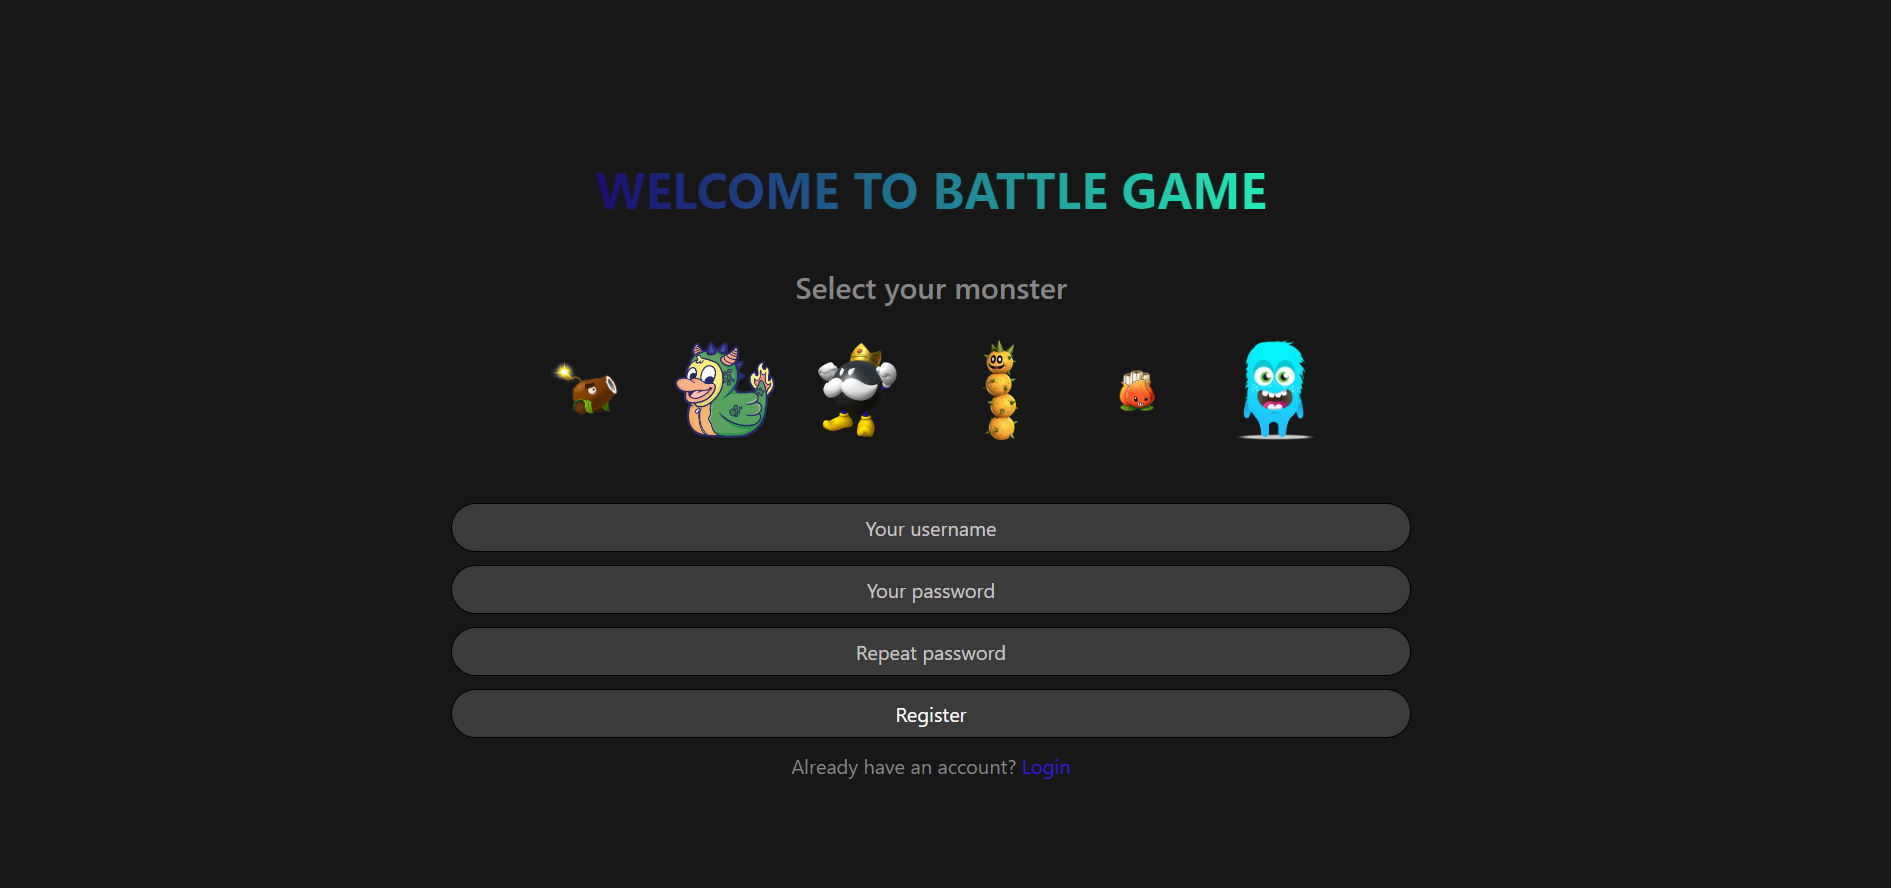 WELCOME TO BATTLE GAME
Select your monster
Your username
Your password
Repeat password
Register
Already have an account? Login